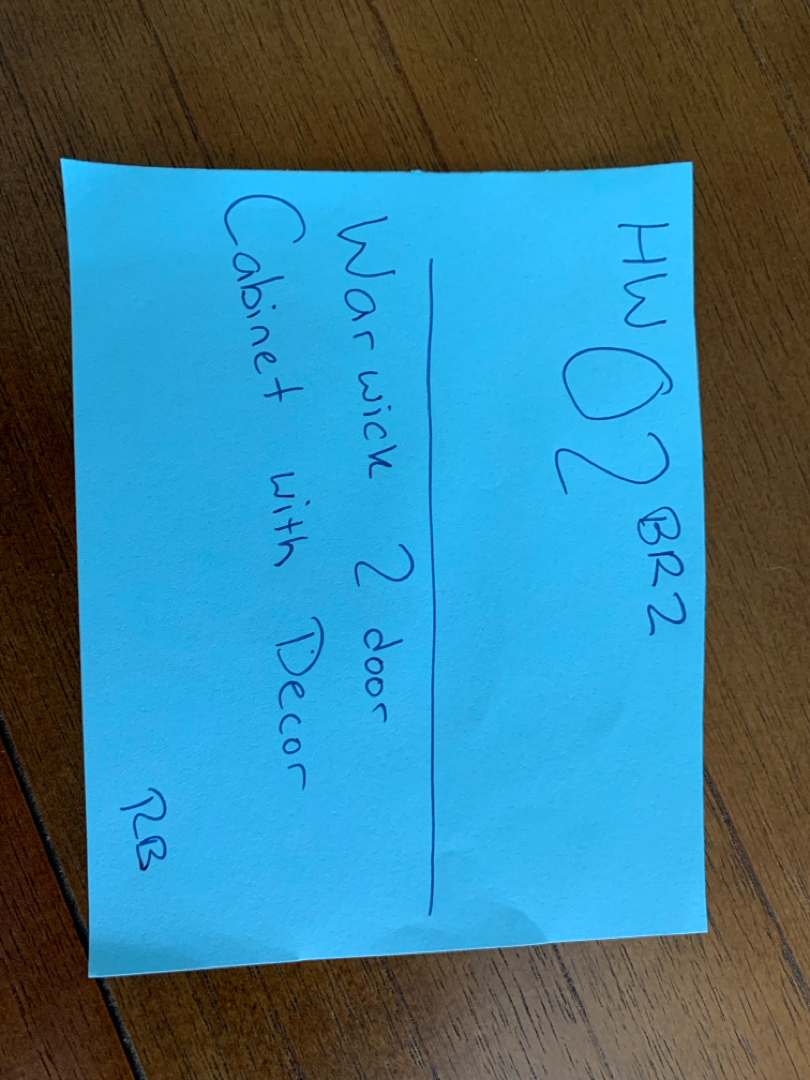 HW 02 BR2
Warwick 2 door
Cabinet with Decor
RB